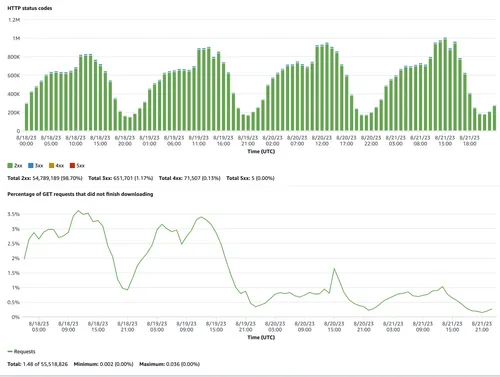 HTTP status codes
1.2M
1M
800K
600K
400K
200K
0
8/18/23 8/18/23 8/18/23 8/18/23 8/18/23 8/19/23 8/19/23 8/19/23 8/19/23 8/19/23 8/20/23 8/20/23 8/20/23 8/20/23 8/20/23 8/21/23 8/21/23 8/21/23 8/21/23
00:00 05:00 10:00 15:00 20:00 01:00 06:00 11:00 16:00 21:00 02:00 07:00 12:00 17:00 22:00 03:00 08:00 13:00 18:00
Time (UTC)
2xx 3xx 4xx 5xx
Total 2xx: 54,789,189 (98.70%) Total 3xx: 651,701 (1.17%) Total 4xx: 71,507 (0.13%) Total 5xx: 5 (0.00%)
Percentage of GET requests that did not finish downloading
3.5%
3%
2.5%
2%
1.5%
1%
0.5%
0%
8/18/23 8/18/23 8/18/23 8/18/23 8/19/23 8/19/23 8/19/23 8/19/23 8/20/23 8/20/23 8/20/23 8/20/23 8/21/23 8/21/23 8/21/23 8/21/23
03:00 09:00 15:00 21:00 03:00 09:00 15:00 21:00 03:00 09:00 15:00 21:00 03:00 09:00 15:00 21:00
Time (UTC)
Requests
Total: 1.48 of 55,518,826 Minimum: 0.002 (0.00%) Maximum: 0.036 (0.00%)